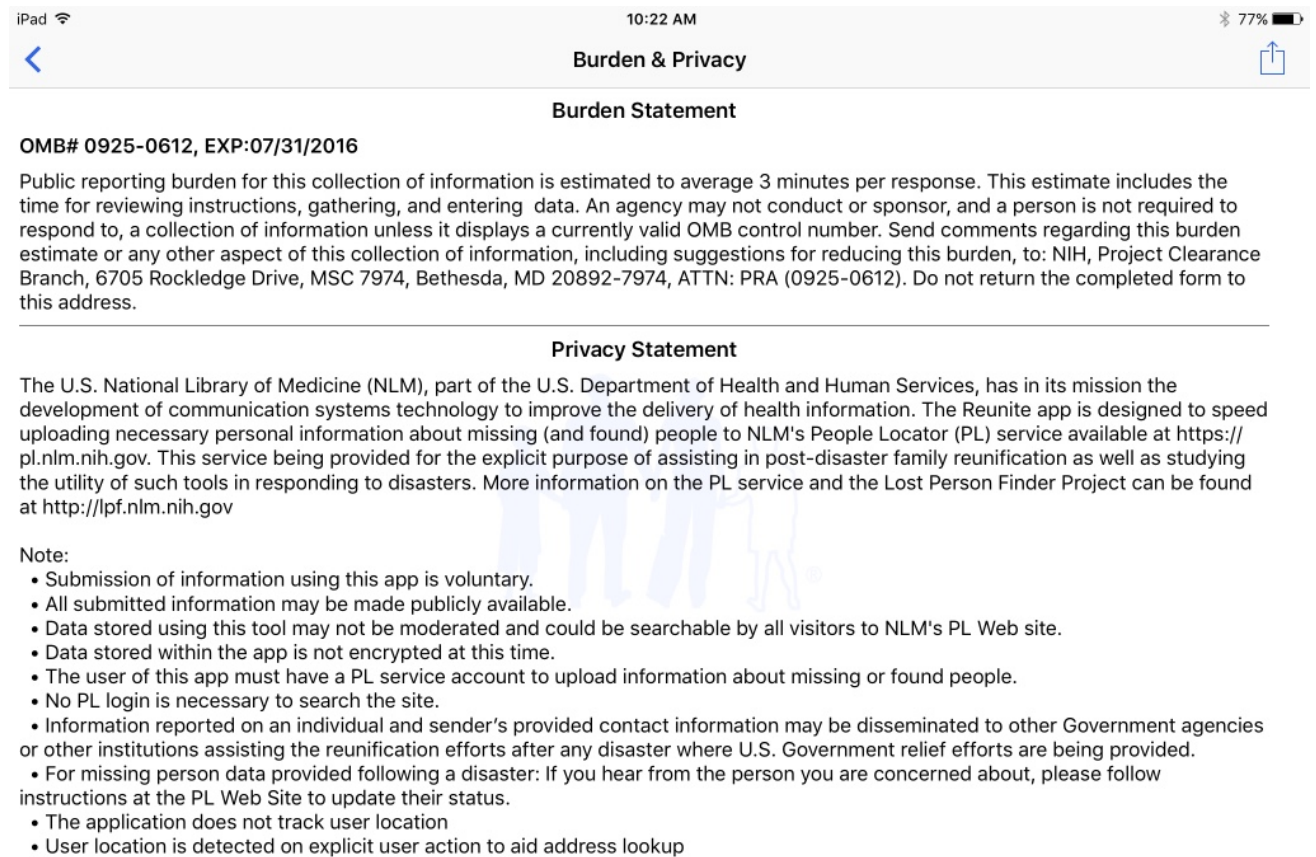 iPad
10:22 AM
77%
Burden & Privacy
Burden Statement
OMB# 0925-0612, EXP:07/31/2016
Public reporting burden for this collection of information is estimated to average 3 minutes per response. This estimate includes the
time for reviewing instructions, gathering, and entering  data. An agency may not conduct or sponsor, and a person is not required to
respond to, a collection of information unless it displays a currently valid OMB control number. Send comments regarding this burden
estimate or any other aspect of this collection of information, including suggestions for reducing this burden, to: NIH, Project Clearance
Branch, 6705 Rockledge Drive, MSC 7974, Bethesda, MD 20892-7974, ATTN: PRA (0925-0612). Do not return the completed form to
this address.
Privacy Statement
The U.S. National Library of Medicine (NLM), part of the U.S. Department of Health and Human Services, has in its mission the
development of communication systems technology to improve the delivery of health information. The Reunite app is designed to speed
uploading necessary personal information about missing (and found) people to NLM's People Locator (PL) service available at https://
pl.nlm.nih.gov. This service being provided for the explicit purpose of assisting in post-disaster family reunification as well as studying
the utility of such tools in responding to disasters. More information on the PL service and the Lost Person Finder Project can be found
at http://lpf.nlm.nih.gov
Note:
• Submission of information using this app is voluntary.
• All submitted information may be made publicly available.
• Data stored using this tool may not be moderated and could be searchable by all visitors to NLM's PL Web site.
• Data stored within the app is not encrypted at this time.
• The user of this app must have a PL service account to upload information about missing or found people.
• No PL login is necessary to search the site.
• Information reported on an individual and sender’s provided contact information may be disseminated to other Government agencies
or other institutions assisting the reunification efforts after any disaster where U.S. Government relief efforts are being provided.
• For missing person data provided following a disaster: If you hear from the person you are concerned about, please follow
instructions at the PL Web Site to update their status.
• The application does not track user location
• User location is detected on explicit user action to aid address lookup
®